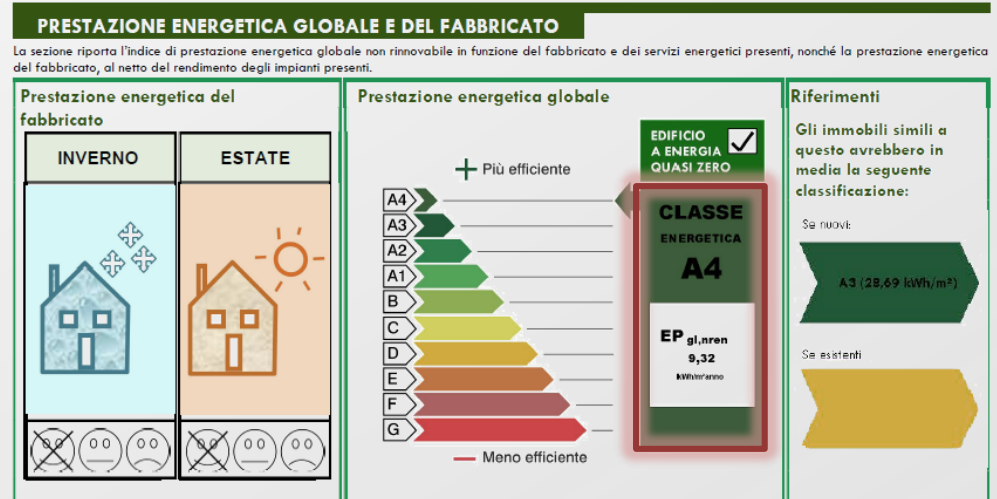 PRESTAZIONE ENERGETICA GLOBALE E DEL FABBRICATO
La sezione riporta l'indice di prestazione energetica globale non rinnovabile in funzione del fabbricato e dei servizi energetici presenti, nonché la prestazione energetica
del fabbricato, al netto del rendimento degli impianti presenti.
Prestazione energetica del
fabbricato
INVERNO
ESTATE
Prestazione energetica globale
+ Più efficiente
A4
A3
A2
A1
B
C
D
E
F
G
— Meno efficiente
EDIFICIO
A ENERGIA
QUASI ZERO
CLASSE
ENERGETICA
A4
EP gl,nren
9,32
kWh/m²anno
Riferimenti
Gli immobili simili a
questo avrebbero in
media la seguente
classificazione:
Se nuovi:
A3 (28,69 kWh/m²)
Se esistenti